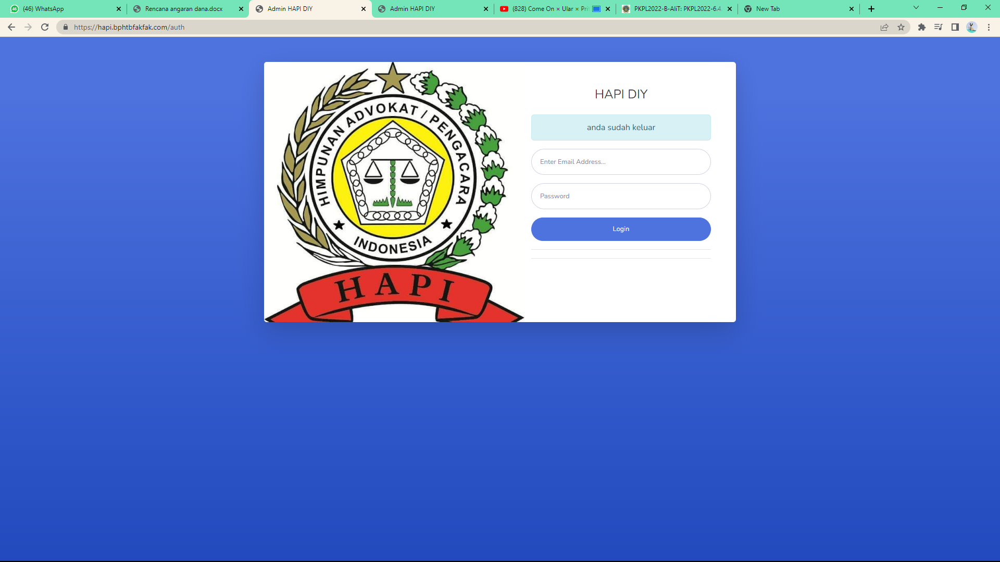 46
(46) WhatsApp
Rencana angaran dana.docx
Admin HAPI DIY
Admin HAPI DIY
(828) Come On × Ular × Pri
PKPL2022-B-AliT: PKPL2022-6.4.
New Tab
https://hapi.bphtbfakfak.com/auth
HIMPUNAN ADVOKAT / PENGACARA
INDONESIA
HAPI
HAPI DIY
anda sudah keluar
Enter Email Address...
Password
Login